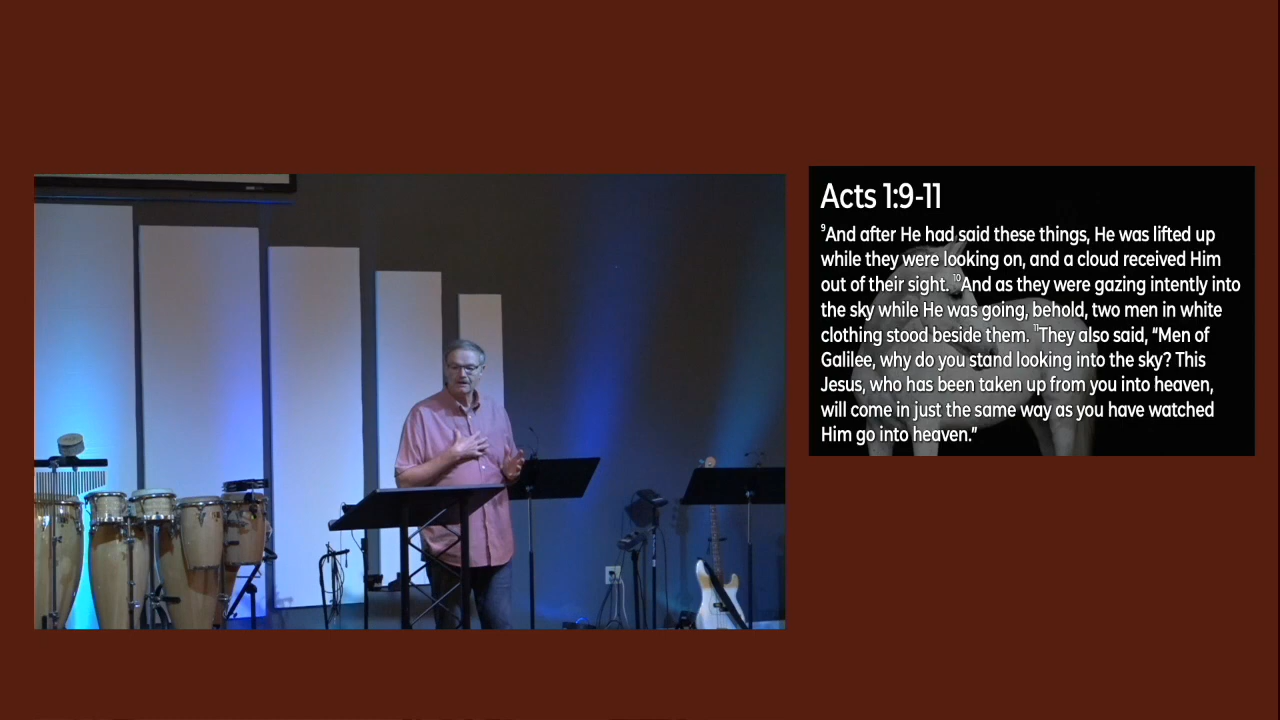 Acts 1:9-11
⁹And after He had said these things, He was lifted up
while they were looking on, and a cloud received Him
out of their sight. ¹⁰And as they were gazing intently into
the sky while He was going, behold, two men in white
clothing stood beside them. ¹¹They also said, “Men of
Galilee, why do you stand looking into the sky? This
Jesus, who has been taken up from you into heaven,
will come in just the same way as you have watched
Him go into heaven.”